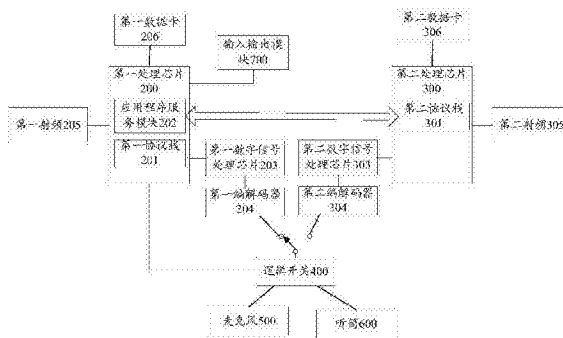 第一数据卡
206
第二数据卡
306
输入输出模
块700
第一处理芯片
200
第二处理芯片
300
应用程序服
务模块202
第二协议栈
301
第一射频205
第二射频305
第一协议栈
201
第一数字信号
处理芯片203
第二数字信号
处理芯片303
第一编解码器
204
第二编解码器
304
逻辑开关400
麦克风500
听筒600